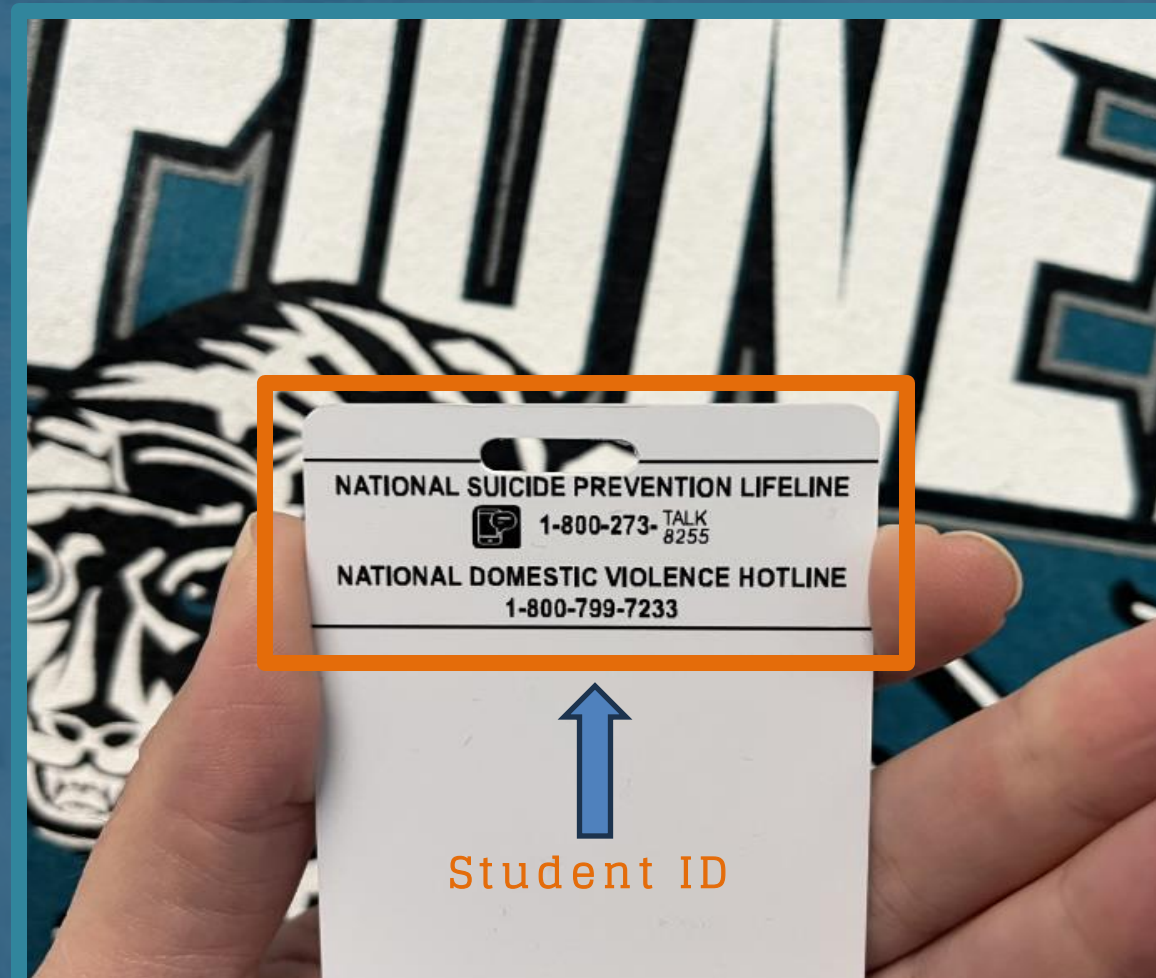 NATIONAL SUICIDE PREVENTION LIFELINE
1-800-273- TALK 8255
NATIONAL DOMESTIC VIOLENCE HOTLINE
1-800-799-7233
Student ID